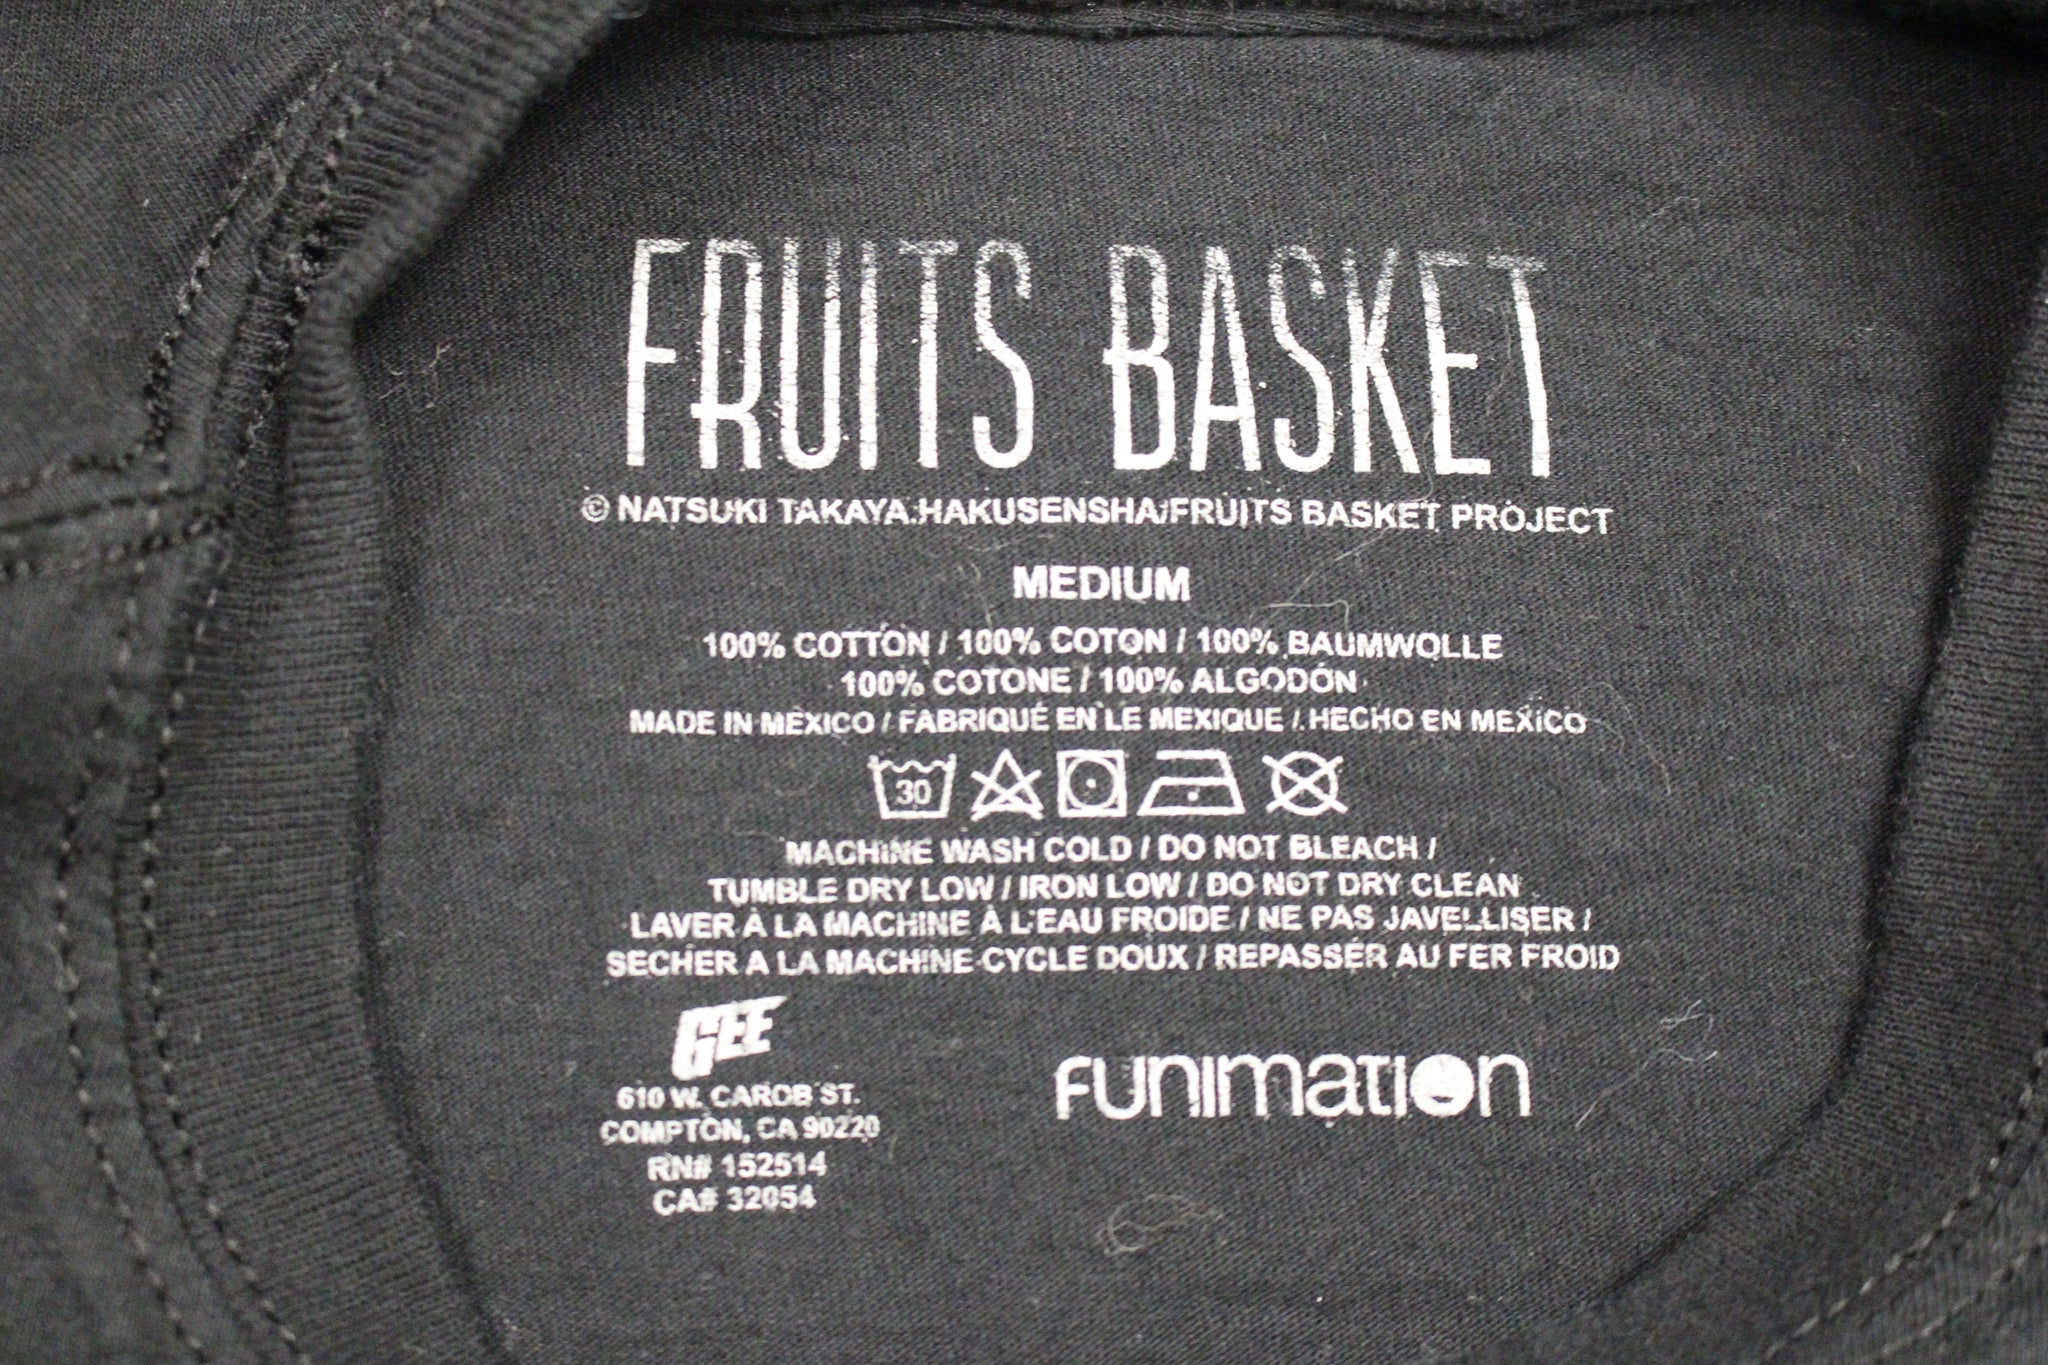 FRUITS BASKET
© NATSUKI TAKAYA.HAKUSENSHA/FRUITS BASKET PROJECT
MEDIUM
100% COTTON / 100% COTON / 100% BAUMWOLLE
100% COTONE / 100% ALGODÓN
MADE IN MEXICO / FABRIQUÉ EN LE MEXIQUE / HECHO EN MEXICO
30
MACHINE WASH COLD / DO NOT BLEACH /
TUMBLE DRY LOW / IRON LOW / DO NOT DRY CLEAN
LAVER À LA MACHINE À L'EAU FROIDE / NE PAS JAVELLISER /
SECHER A LA MACHINE CYCLE DOUX / REPASSER AU FER FROID
GEE
610 W. CAROB ST.
COMPTON, CA 90220
RN# 152514
CA# 32054
FUNIMATION